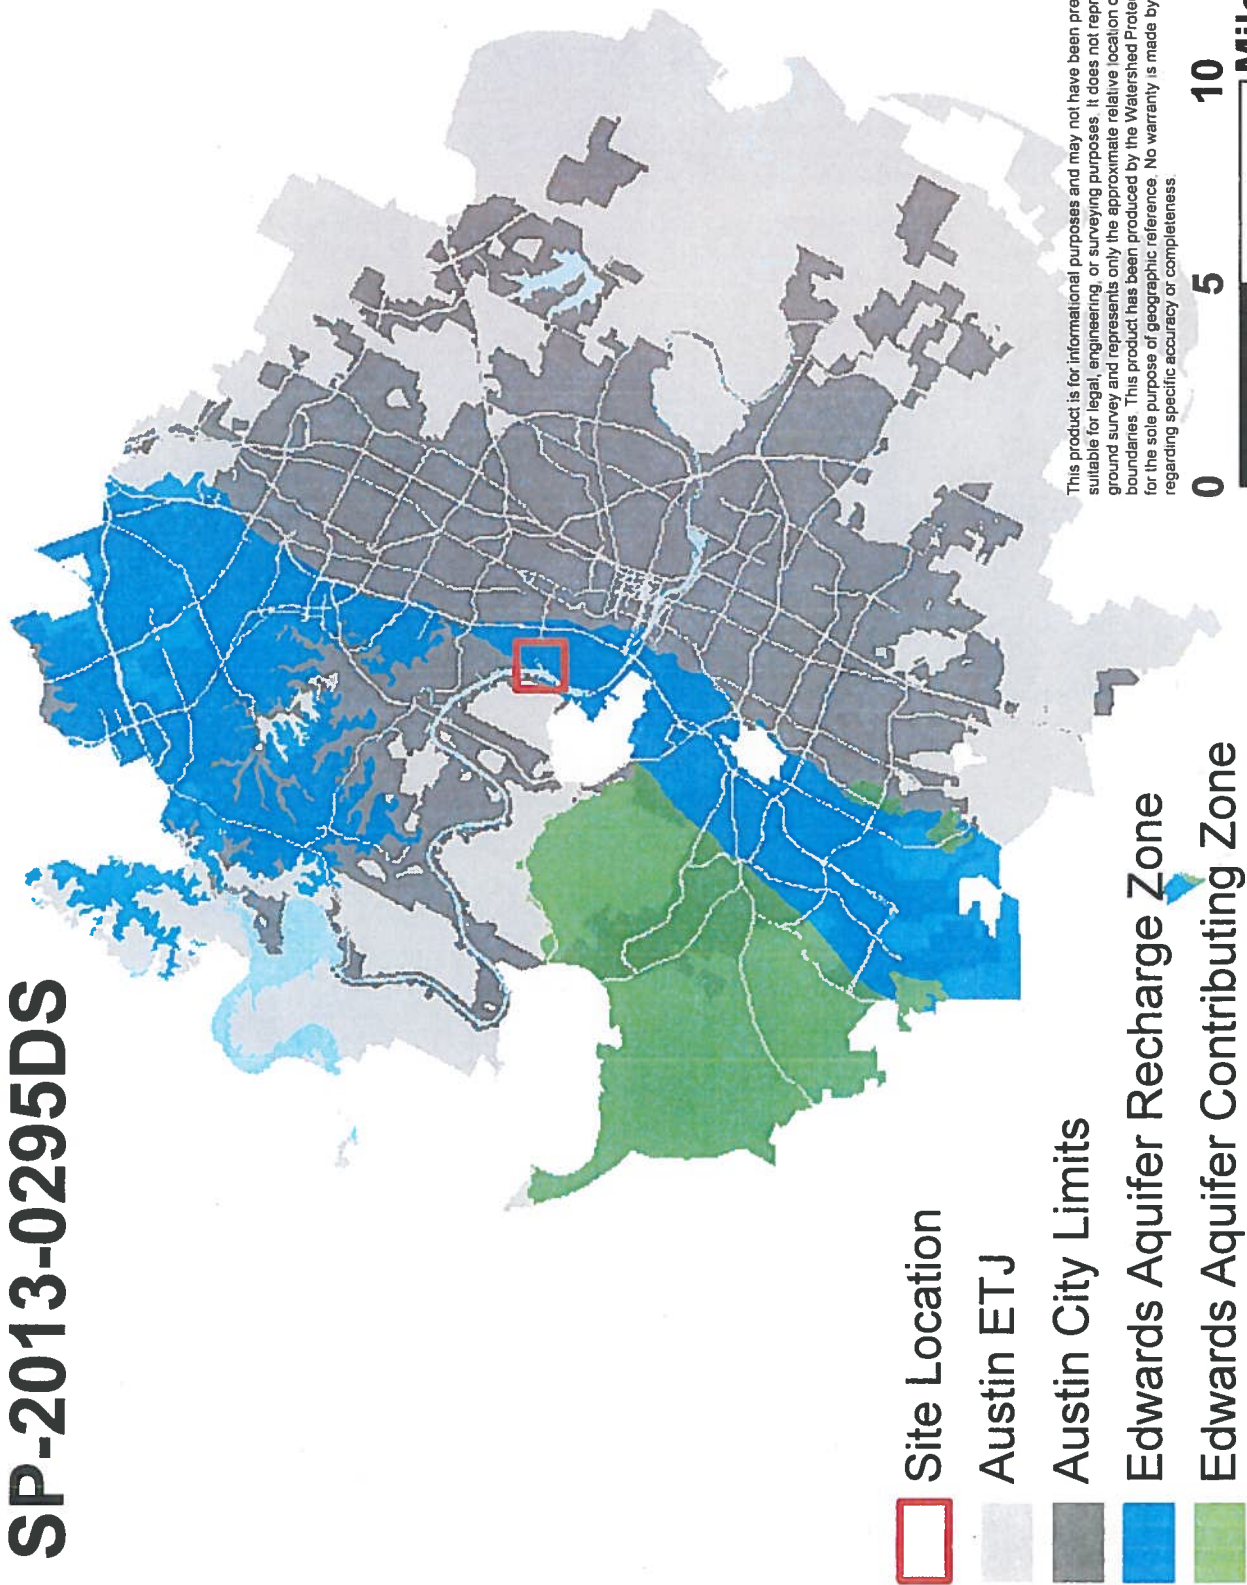 SP-2013-0295DS
Site Location
Austin ETJ
Austin City Limits
Edwards Aquifer Recharge Zone
Edwards Aquifer Contributing Zone
This product is for informational purposes and may not have been
suitable for legal, engineering, or surveying purposes. It does not
ground survey and represents only the approximate relative location
boundaries. This product has been produced by the Watershed
for the sole purpose of geographic reference. No warranty is made by
regarding specific accuracy or completeness.
0 5 10